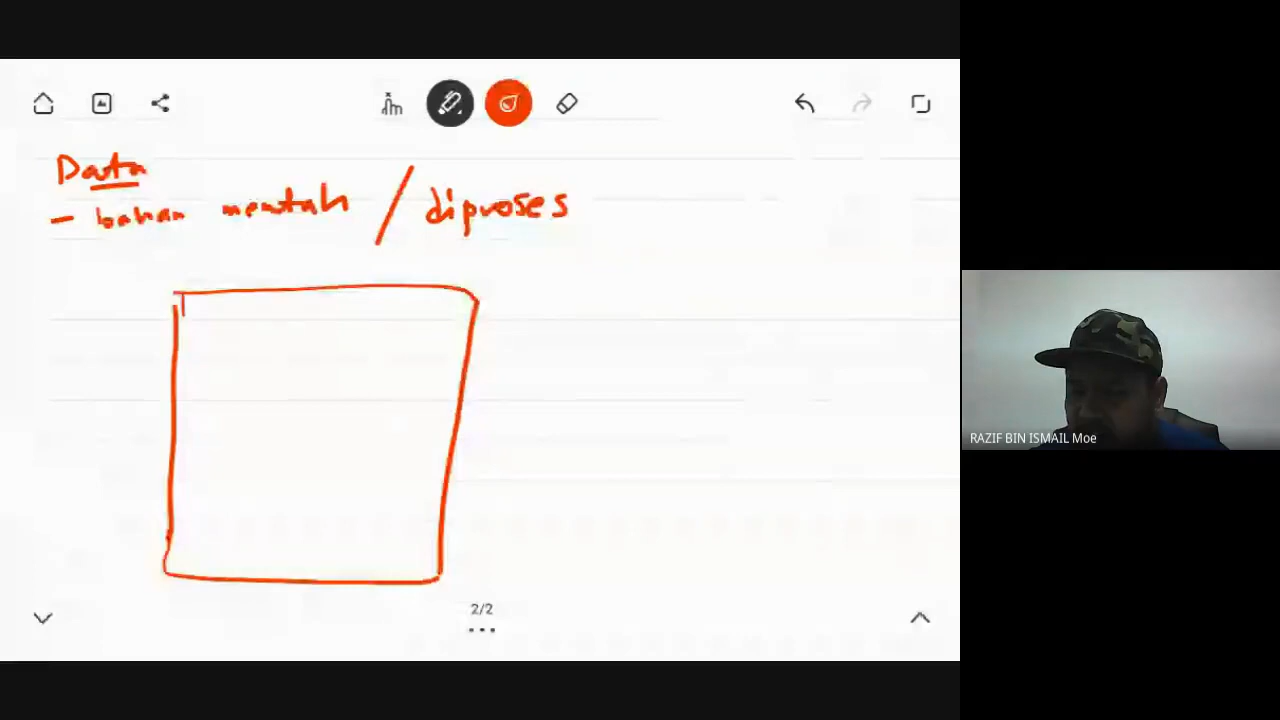 Data
- bahan mentah / diproses
2/2
RAZIF BIN ISMAIL Moe